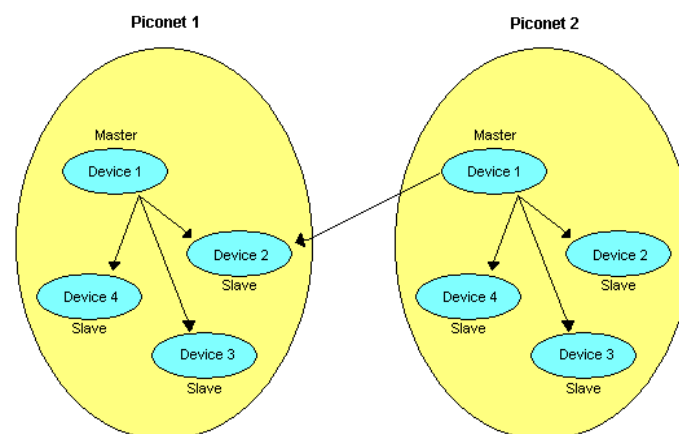 Piconet 1
Master
Device 1
Device 2
Slave
Device 4
Slave
Device 3
Slave
Piconet 2
Master
Device 1
Device 2
Slave
Device 4
Slave
Device 3
Slave